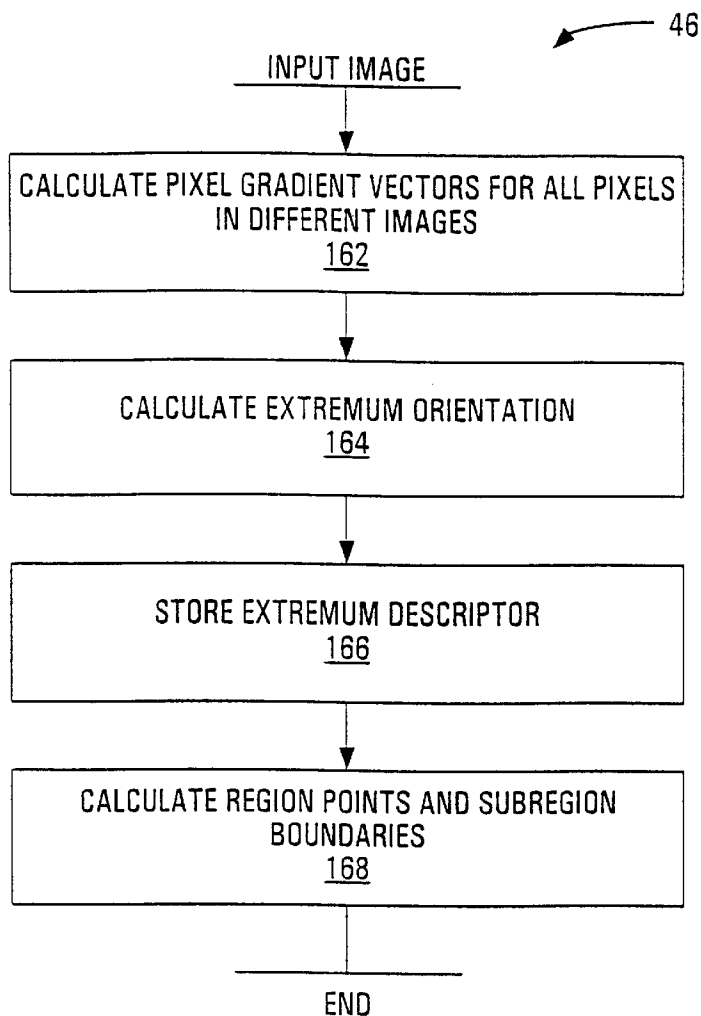 46
INPUT IMAGE
CALCULATE PIXEL GRADIENT VECTORS FOR ALL PIXELS
IN DIFFERENT IMAGES
162
CALCULATE EXTREMUM ORIENTATION
164
STORE EXTREMUM DESCRIPTOR
166
CALCULATE REGION POINTS AND SUBREGION
BOUNDARIES
168
END